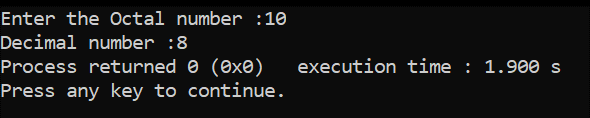 Enter the Octal number :10
Decimal number :8
Process returned 0 (0x0)   execution time : 1.900 s
Press any key to continue.